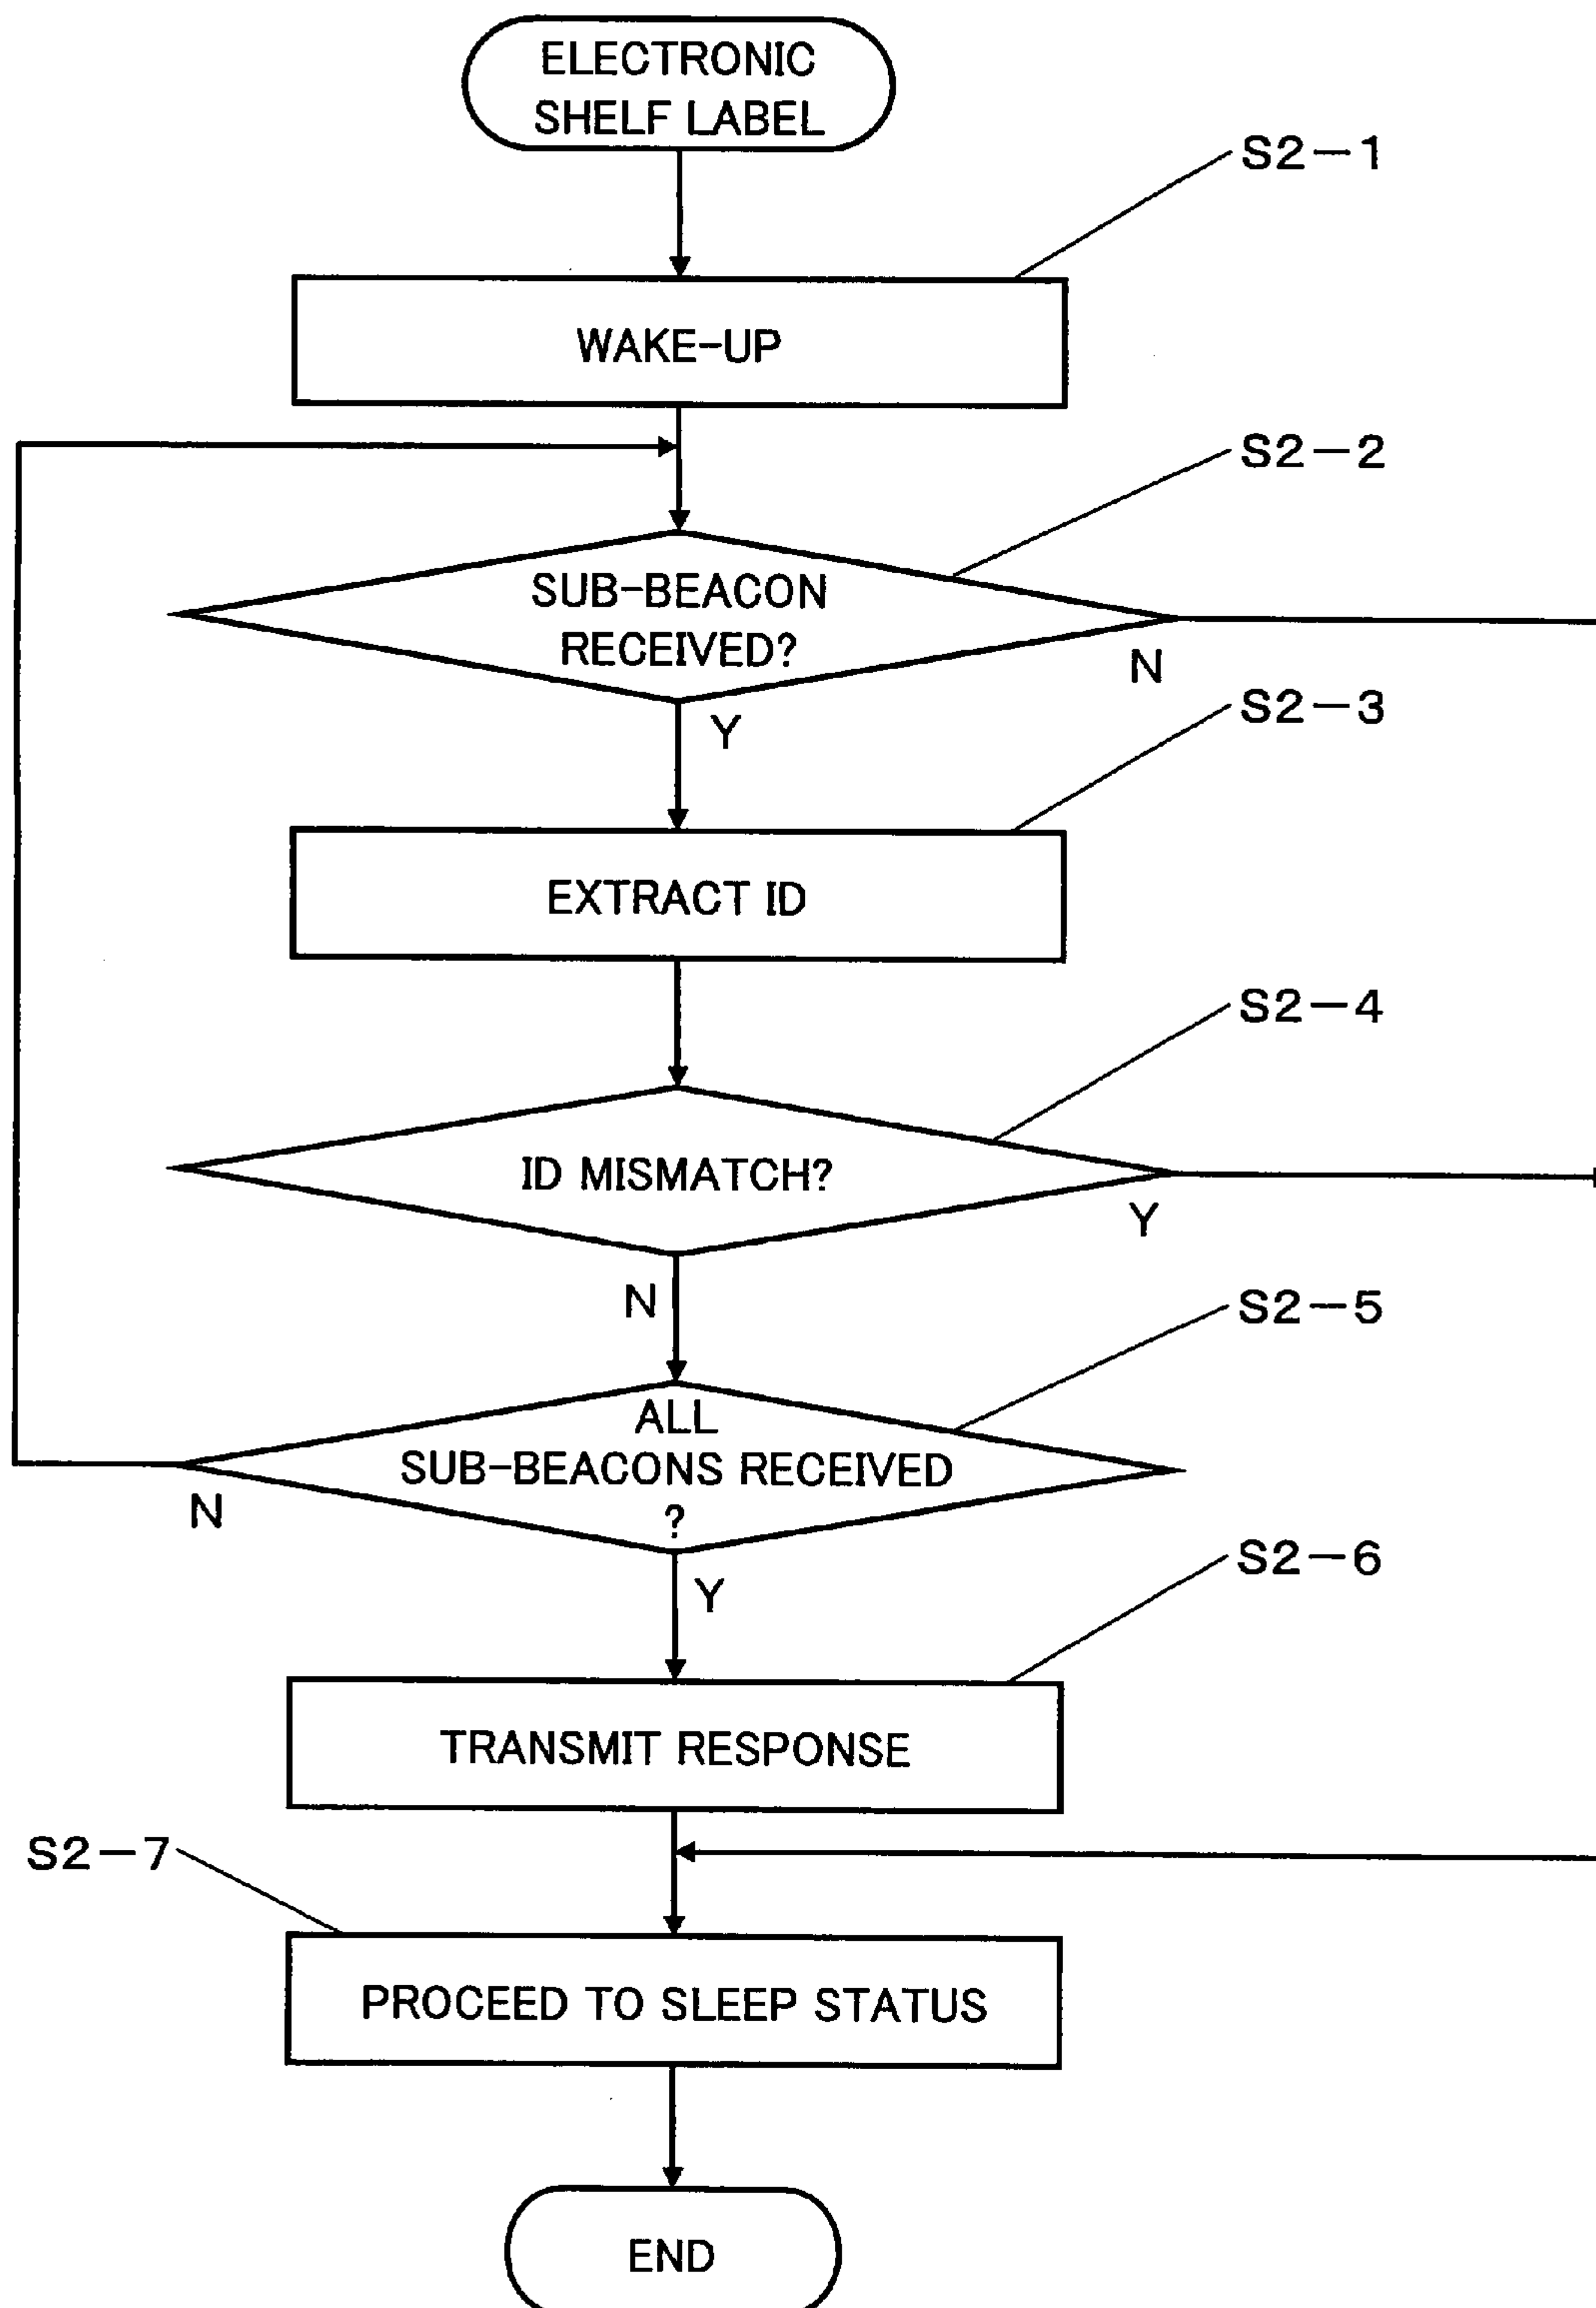 ELECTRONIC
SHELF LABEL
S2-1
WAKE-UP
S2-2
SUB-BEACON
RECEIVED?
N
Y
S2-3
EXTRACT ID
S2-4
ID MISMATCH?
Y
N
S2-5
ALL
SUB-BEACONS RECEIVED
?
N
Y
S2-6
TRANSMIT RESPONSE
S2-7
PROCEED TO SLEEP STATUS
END